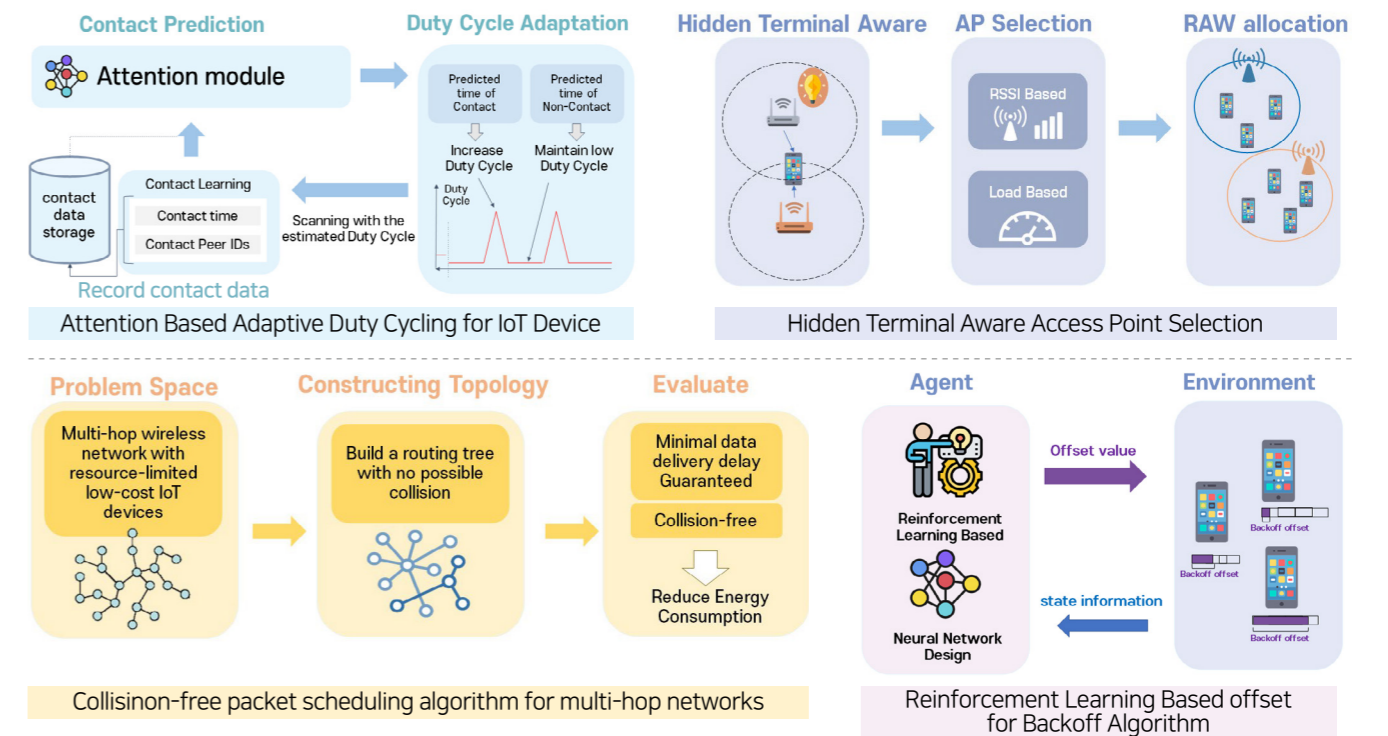 Contact Prediction
Attention module
contact
data
storage
Contact Learning
Contact time
Contact Peer IDs
Record contact data
Duty Cycle Adaptation
Predicted
time of
Contact
Predicted
time of
Non-Contact
Increase
Duty Cycle
Maintain low
Duty Cycle
Duty
Cycle
Scanning with the
estimated Duty Cycle
Attention Based Adaptive Duty Cycling for IoT Device
Hidden Terminal Aware
AP Selection
RSSI Based
Load Based
RAW allocation
Hidden Terminal Aware Access Point Selection
Problem Space
Multi-hop wireless
network with
resource-limited
low-cost IoT
devices
Constructing Topology
Build a routing tree
with no possible
collision
Evaluate
Minimal data
delivery delay
Guaranteed
Collision-free
Reduce Energy
Consumption
Collisinon-free packet scheduling algorithm for multi-hop networks
Agent
Reinforcement
Learning Based
Neural Network
Design
Offset value
state information
Environment
Backoff offset
Backoff offset
Backoff offset
Reinforcement Learning Based offset
for Backoff Algorithm